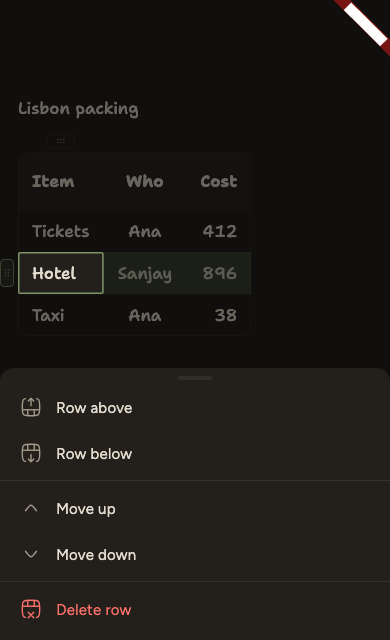 Lisbon packing
Item Who Cost
Tickets Ana 412
Hotel Sanjay 896
Taxi Ana 38
Row above
Row below
Move up
Move down
Delete row